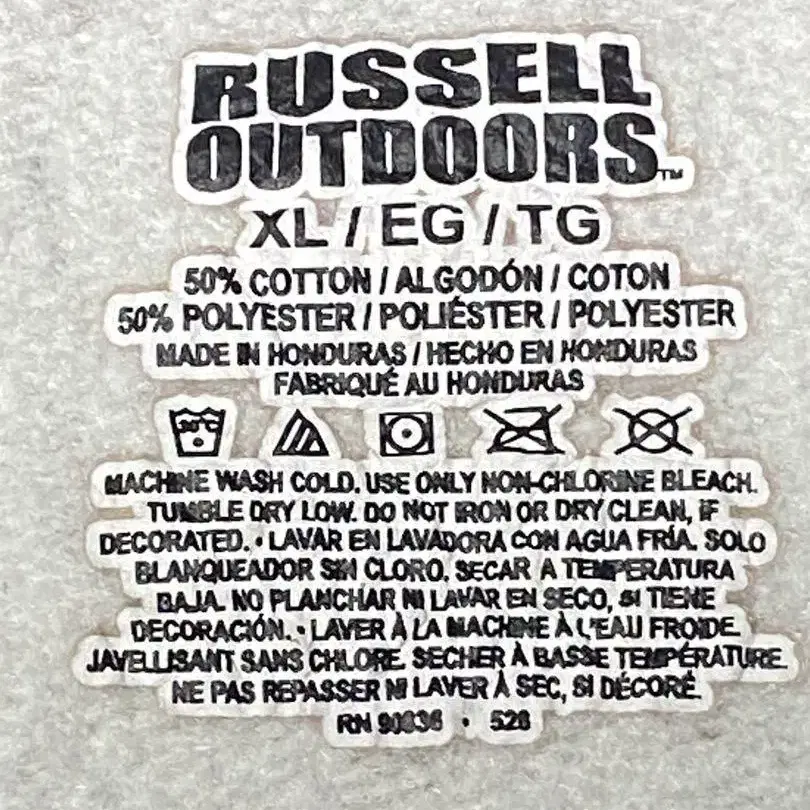 RUSSELL
OUTDOORS™
XL / EG / TG
50% COTTON / ALGODÓN / COTON
50% POLYESTER / POLIÉSTER / POLYESTER
MADE IN HONDURAS / HECHO EN HONDURAS
FABRIQUÉ AU HONDURAS
MACHINE WASH COLD. USE ONLY NON-CHLORINE BLEACH.
TUMBLE DRY LOW. DO NOT IRON OR DRY CLEAN, IF
DECORATED. • LAVAR EN LAVADORA CON AGUA FRÍA. SOLO
BLANQUEADOR SIN CLORO. SECAR A TEMPERATURA
BAJA. NO PLANCHAR NI LAVAR EN SECO, SI TIENE
DECORACIÓN. • LAVER À LA MACHINE À L'EAU FROIDE.
JAVELLISANT SANS CHLORE. SECHER À BASSE TEMPÉRATURE.
NE PAS REPASSER NI LAVER À SEC, SI DÉCORÉ.
RN • 526